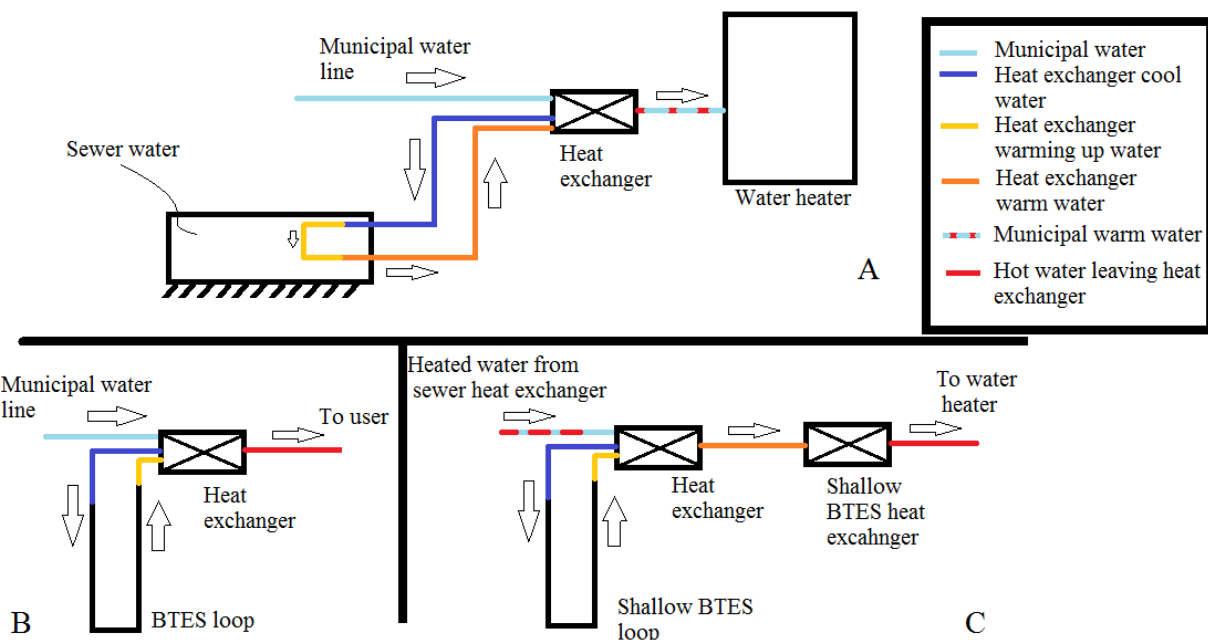 Municipal water
line
Sewer water
Heat
exchanger
Water heater
A
Municipal water
Heat exchanger cool
water
Heat exchanger
warming up water
Heat exchanger
warm water
Municipal warm water
Hot water leaving heat
exchanger
Municipal water
line
To user
Heat
exchanger
BTES loop
B
Heated water from
sewer heat exchanger
To water
heater
Heat
exchanger
Shallow
BTES heat
excahnger
Shallow BTES
loop
C